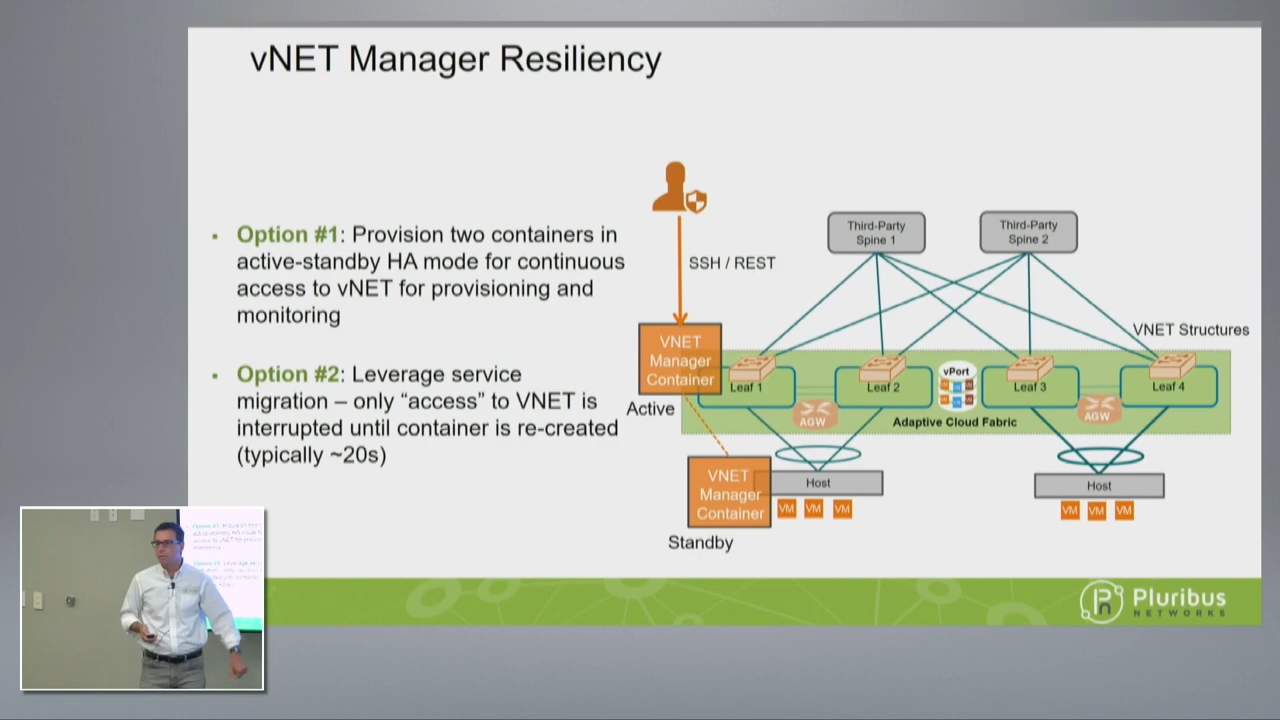 vNET Manager Resiliency
Option #1: Provision two containers in
active-standby HA mode for continuous
access to vNET for provisioning and
monitoring
Option #2: Leverage service
migration – only “access” to VNET is
interrupted until container is re-created
(typically ~20s)
SSH / REST
Third-Party
Spine 1
Third-Party
Spine 2
VNET Structures
VNET
Manager
Container
Active
Leaf 1
Leaf 2
vPort
Leaf 3
Leaf 4
AGW
AGW
Adaptive Cloud Fabric
VNET
Manager
Container
Standby
Host
VM VM VM
Host
VM VM VM
Pluribus
NETWORKS